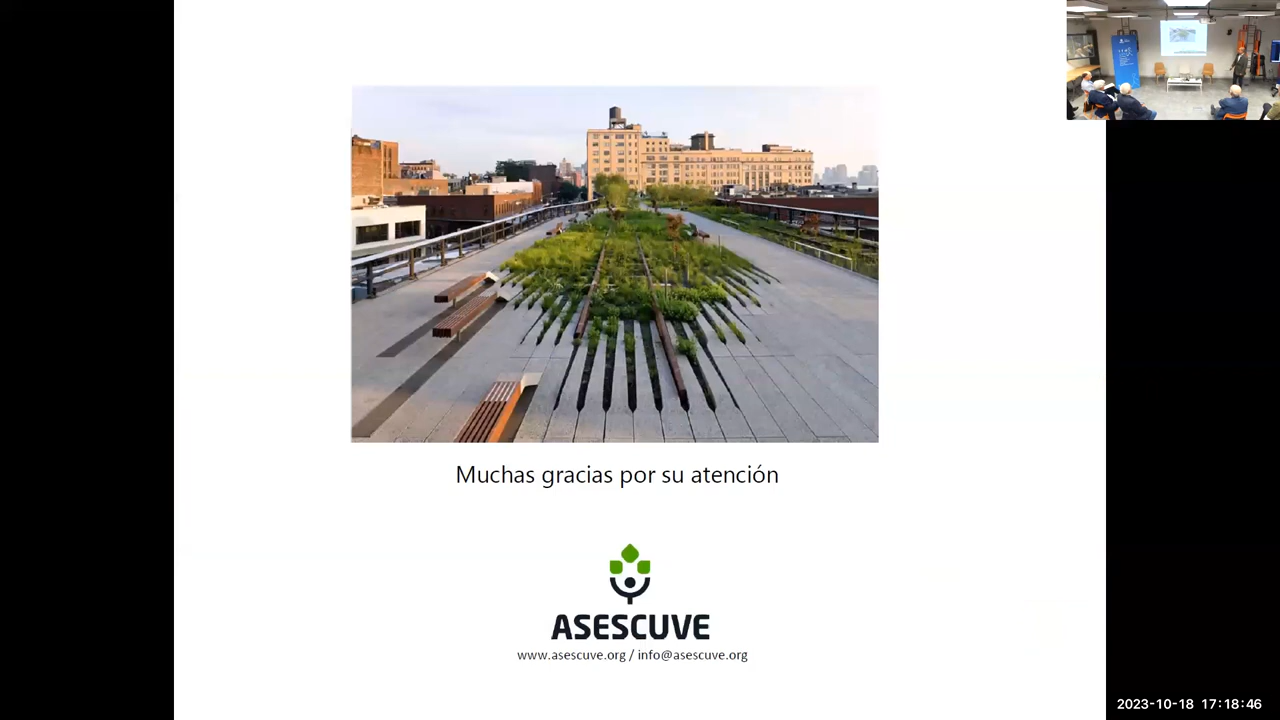 Muchas gracias por su atención
ASESCUVE
www.asescuve.org / info@asescuve.org
2023-10-18 17:18:46